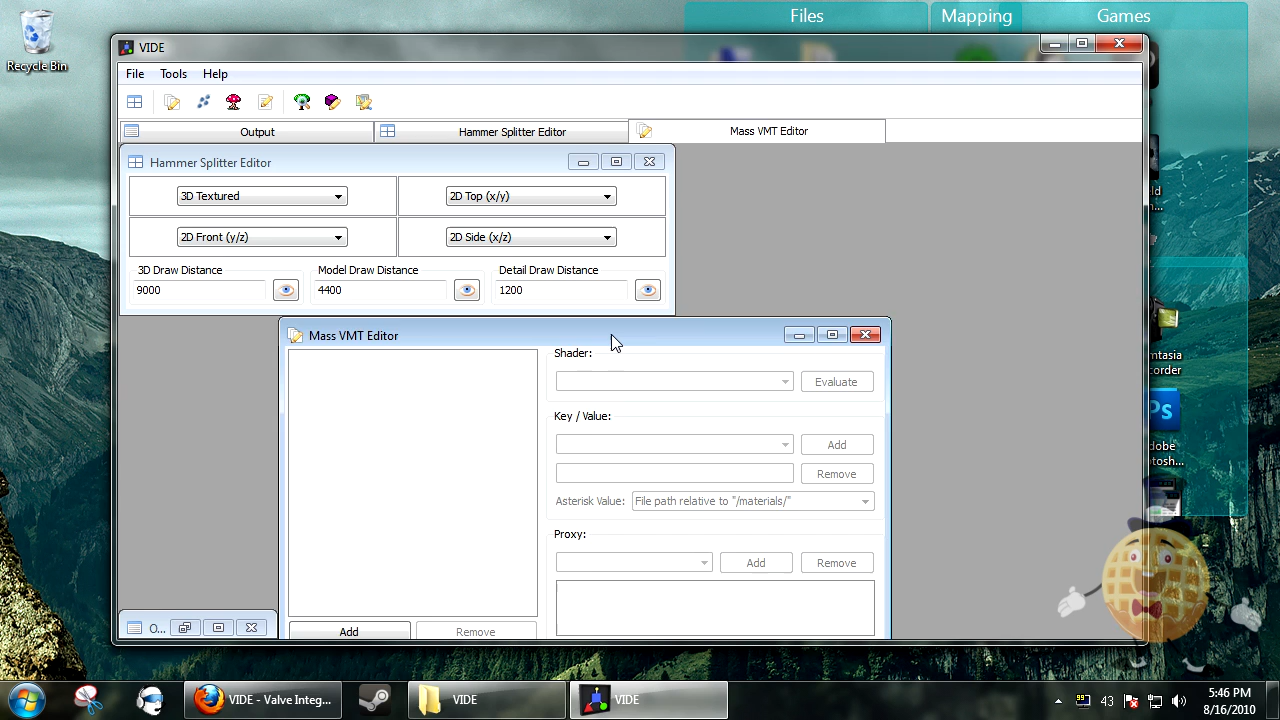 Files
Mapping
Games
Recycle Bin
VIDE
File Tools Help
Output
Hammer Splitter Editor
Mass VMT Editor
Hammer Splitter Editor
3D Textured
2D Top (x/y)
2D Front (y/z)
2D Side (x/z)
3D Draw Distance
Model Draw Distance
Detail Draw Distance
9000
4400
1200
Mass VMT Editor
Shader:
Evaluate
Key / Value:
Add
Remove
Asterisk Value:
File path relative to "/materials/"
Proxy:
Add
Remove
Add
Remove
O...
Ps
VIDE - Valve Integ...
VIDE
VIDE
43
5:46 PM
8/16/2010